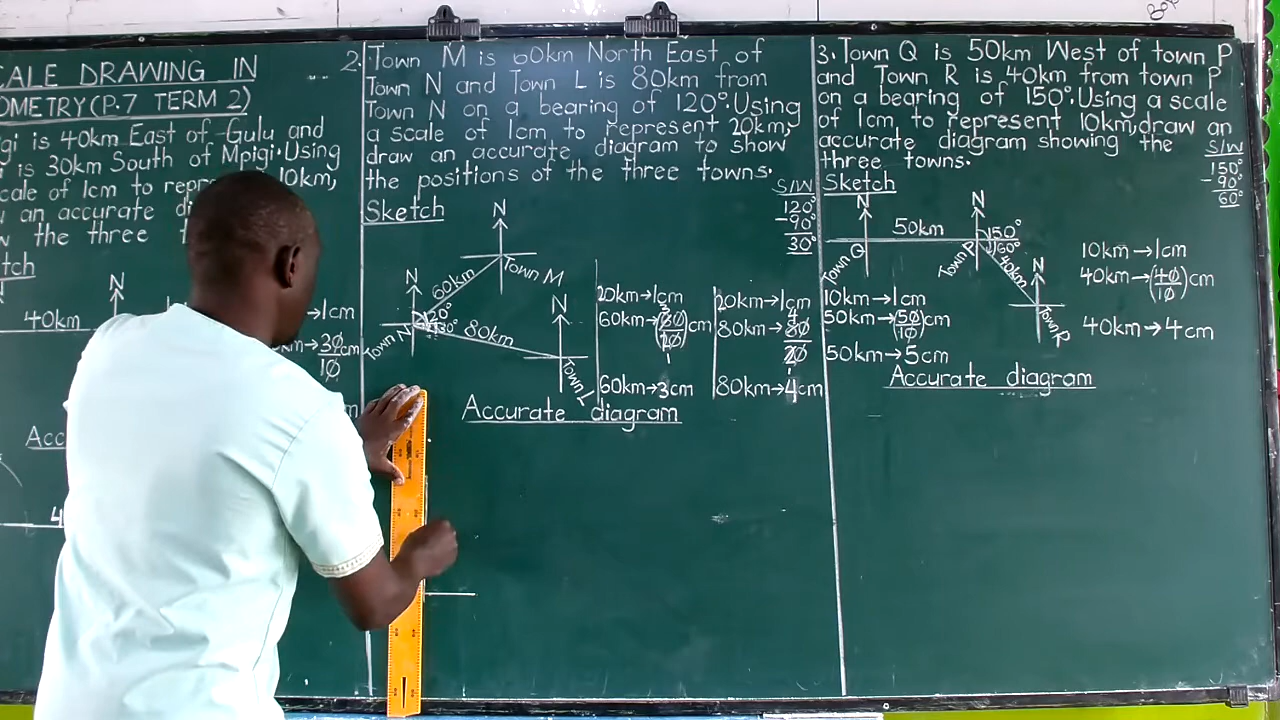 CALE DRAWING IN
OMETRY(P.7 TERM 2)
gi is 40km East of Gulu and
i is 30km South of Mpigi. Using
cale of 1cm to repr 10km,
an accurate
the three
tch
N
40km
→1cm
km→30/10cm
Acc
4
2. Town M is 60km North East of
Town N and Town L is 80km from
Town N on a bearing of 120°. Using
a scale of 1cm to represent 20km,
draw an accurate diagram to show
the positions of the three towns.
Sketch
S/W
120°
-90°
30°
N
N
N
60km
Town M
120°
30°
80km
Town N
Town L
20km→1cm
60km→(60/20)cm
3
1
60km→3cm
20km→1cm
80km→80/20
4
1
80km→4cm
Accurate diagram
3. Town Q is 50km West of town P
and Town R is 40km from town P
on a bearing of 150°. Using a scale
of 1cm to represent 10km, draw an
accurate diagram showing the
three towns.
S/W
150°
-90°
60°
Sketch
N
N
N
50km
150°
60°
40km
Town Q
Town P
Town R
10km→1cm
50km→(50/10)cm
50km→5cm
10km→1cm
40km→(40/10)cm
40km→4cm
Accurate diagram